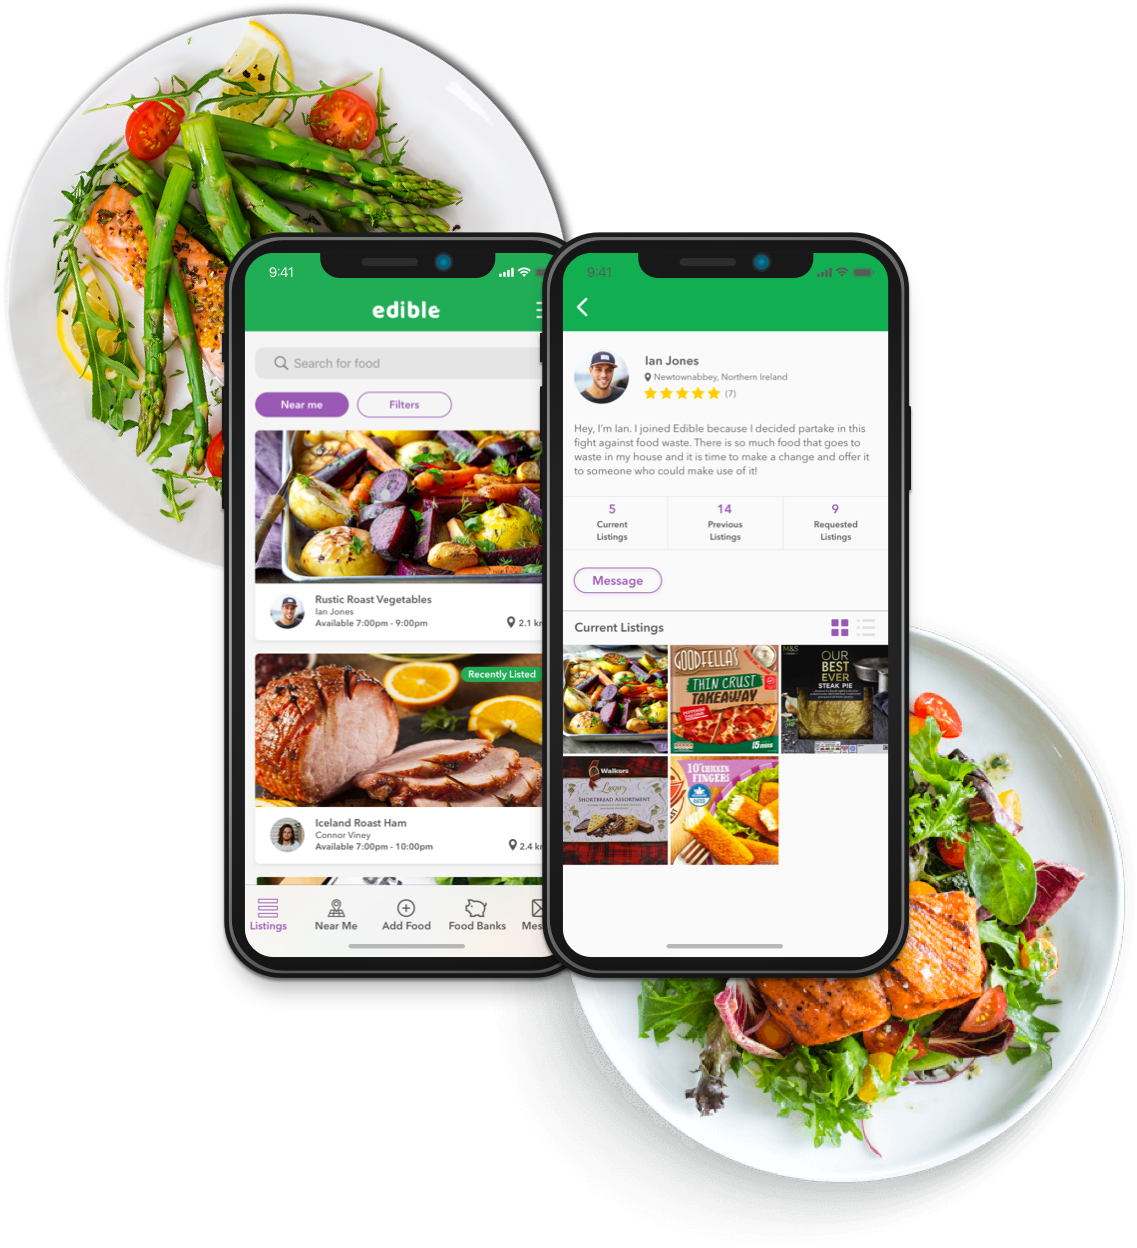 9:41
edible
Search for food
Near me
Filters
Rustic Roast Vegetables
Ian Jones
Available 7:00pm - 9:00pm
2.1
Recently Listed
Iceland Roast Ham
Connor Viney
Available 7:00pm - 10:00pm
2.4
Listings
Near Me
Add Food
Food Banks
9:41
Ian Jones
Newtownabbey, Northern Ireland
(7)
Hey, I'm Ian. I joined Edible because I decided partake in this
fight against food waste. There is so much food that goes to
waste in my house and it is time to make a change and offer it
to someone who could make use of it!
5
Current
Listings
14
Previous
Listings
9
Requested
Listings
Message
Current Listings
GOODFELLA'S
THIN CRUST
TAKEAWAY
15 mins
M&S
OUR
BEST
EVER
STEAK PIE
Walkers
Luxury
SHORTBREAD ASSORTMENT
10 CHICKEN
FINGERS